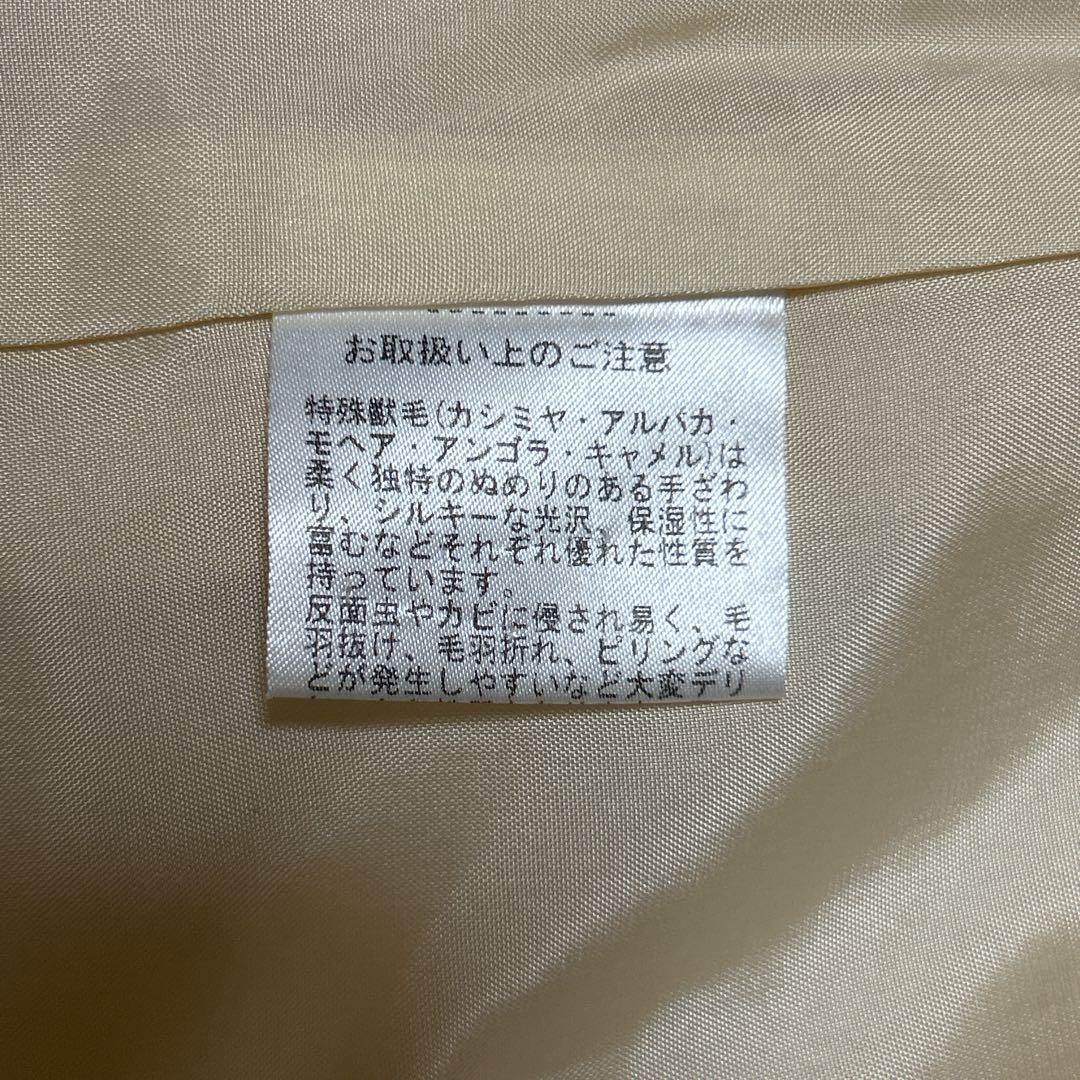 お取扱い上のご注意
特殊獣毛(カシミヤ・アルパカ・
モヘア・アンゴラ・キャメル)は
柔く独特のぬめりのある手ざわ
り、シルキーな光沢、保湿性に
富むなどそれぞれ優れた性質を
持っています。
反面虫やカビに優され易く、毛
羽抜け、毛羽折れ、ピリングな
どが発生しやすいなど大変デリ